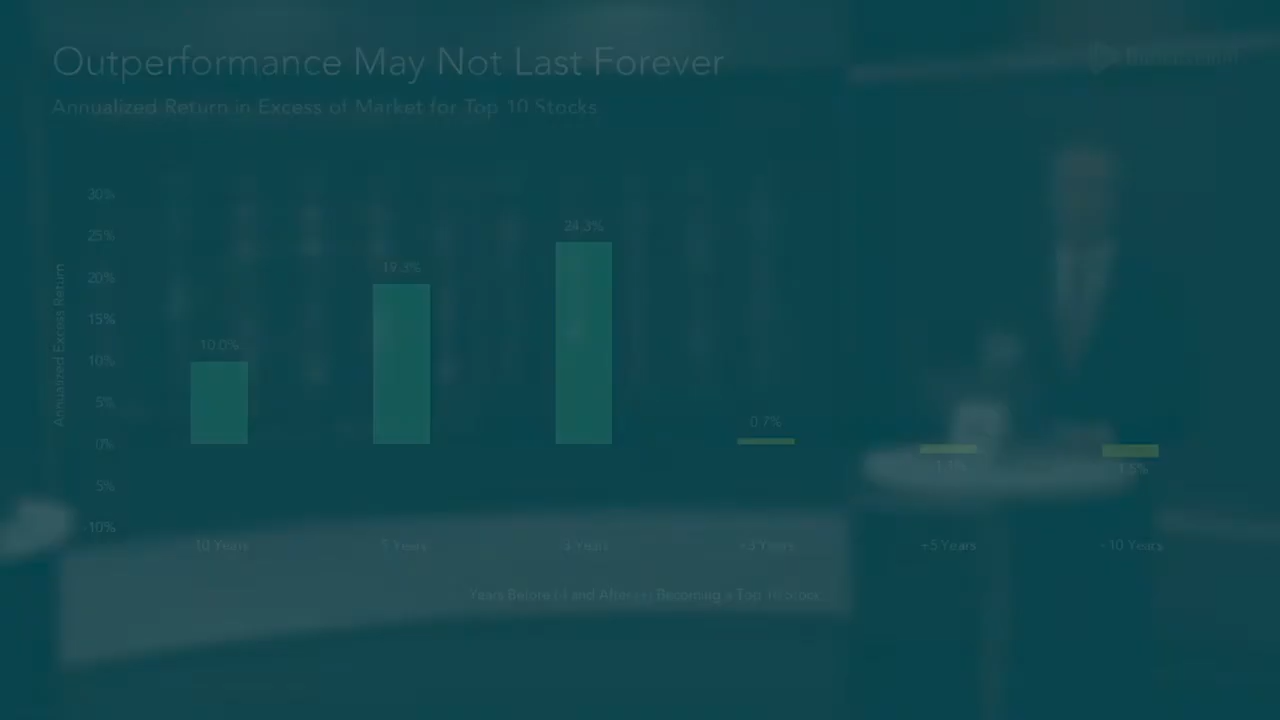 Outperformance May Not Last Forever
Annualized Return in Excess of Market for Top 10 Stocks
Annualized Excess Return
30%
25%
20%
15%
10%
5%
0%
5%
-10%
10.0%
19.3%
24.3%
0.7%
1.5%
10 Years
5 Years
3 Years
+3 Years
+5 Years
+10 Years
Years Before (-) and After (+) Becoming a Top 10 Stock